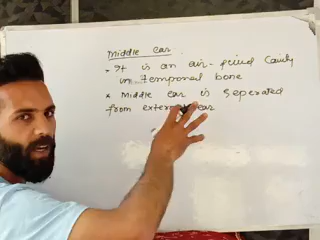 Middle ear.
* It is an air-filled Cavity
in Temporal bone
* Middle ear is seperated
from external ear